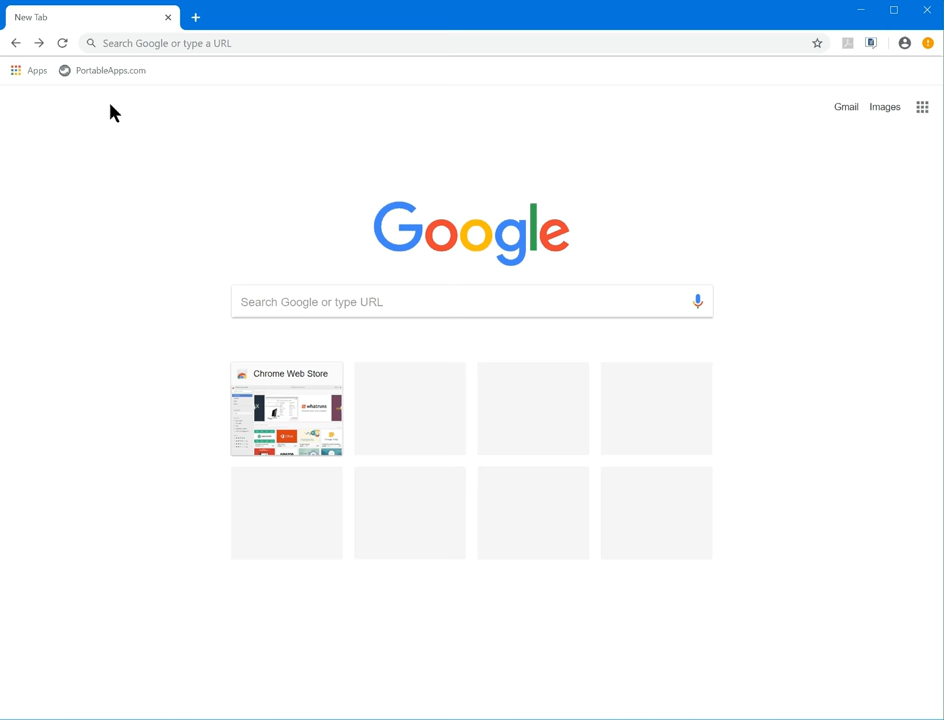 New Tab
Search Google or type a URL
Apps PortableApps.com
Gmail Images
Google
Search Google or type URL
Chrome Web Store
whatruns